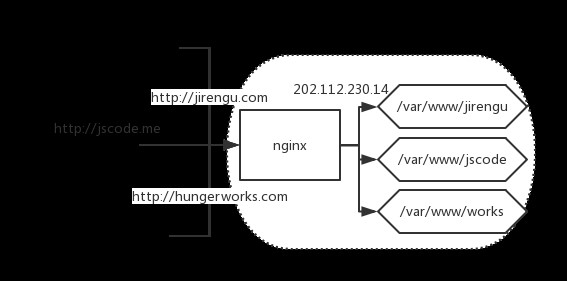 202.112.230.14
http://jirengu.com
/var/www/jirengu
http://jscode.me
nginx
/var/www/jscode
http://hungerworks.com
/var/www/works